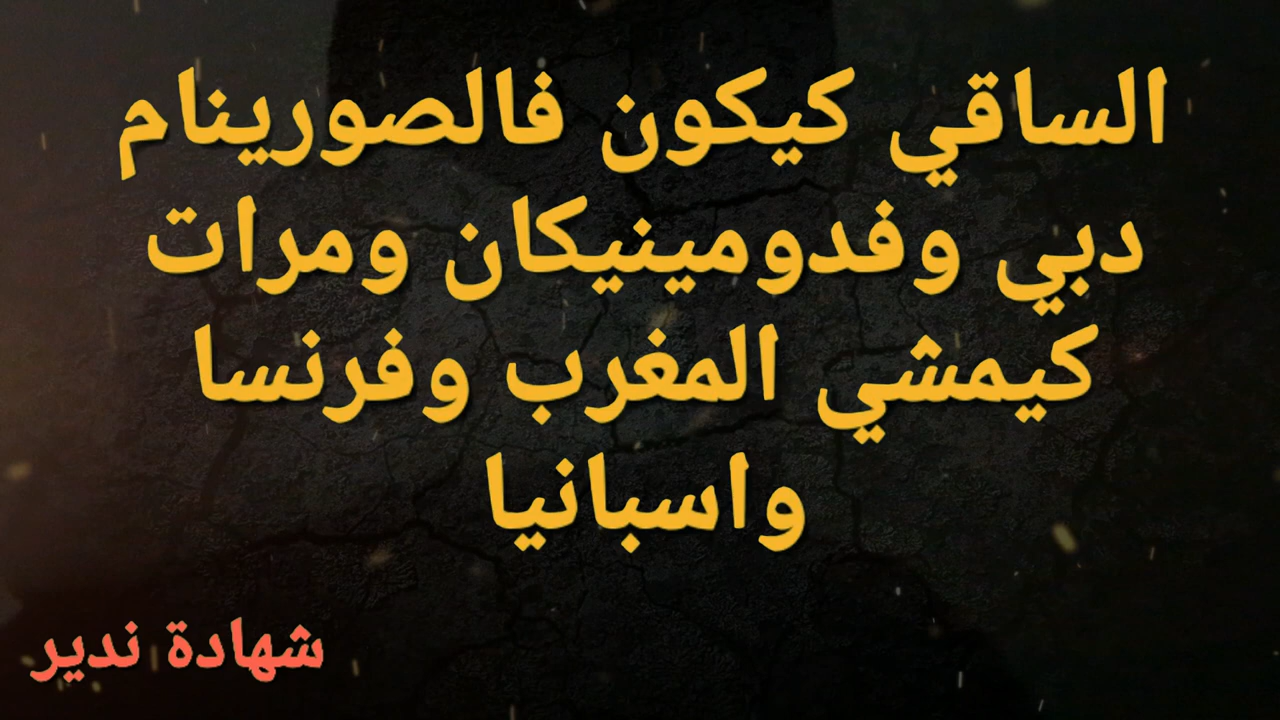 الساقي كيكون فالصورينام
دبي وفدومينيكان ومرات
كيمشي المغرب وفرنسا
واسبانيا
شهادة ندير